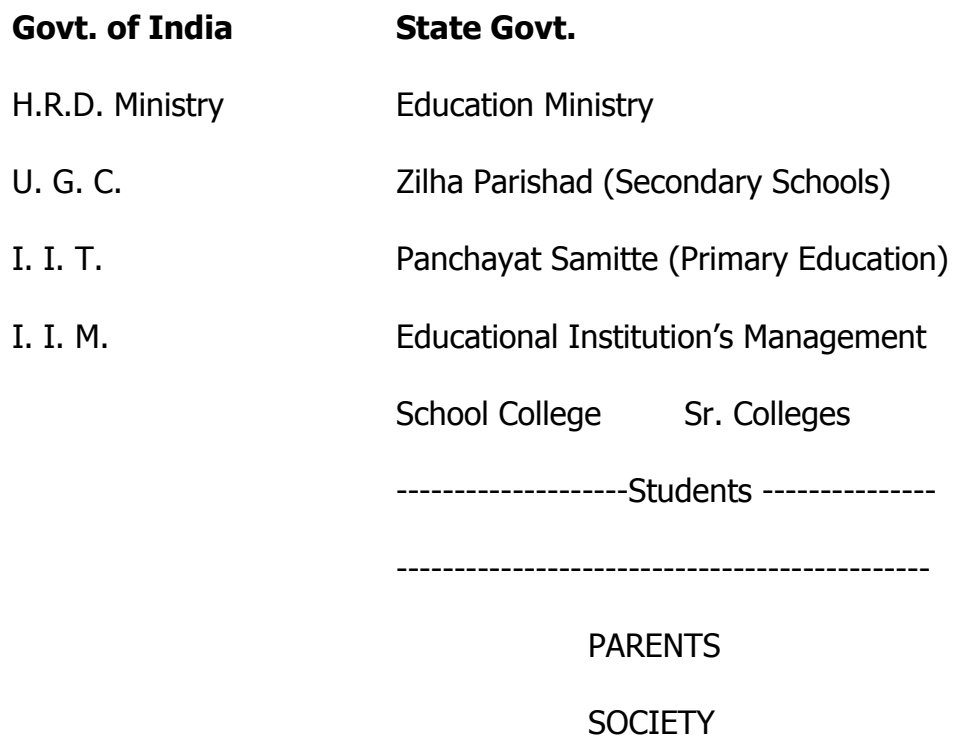 Govt. of India State Govt.
H.R.D. Ministry Education Ministry
U. G. C. Zilha Parishad (Secondary Schools)
I. I. T. Panchayat Samitte (Primary Education)
I. I. M. Educational Institution’s Management
School College Sr. Colleges
--------------------Students ---------------
----------------------------------------------
PARENTS
SOCIETY